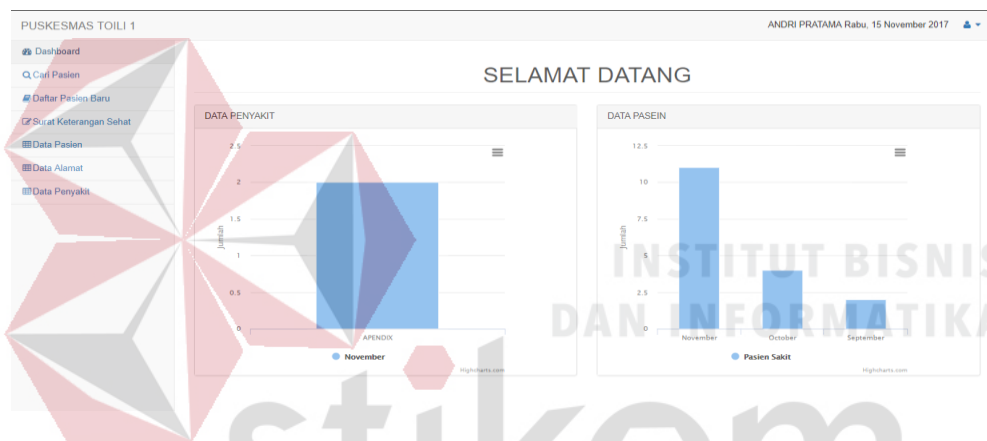 PUSKESMAS TOILI 1
ANDRI PRATAMA Rabu, 15 November 2017
Dashboard
Cari Pasien
Daftar Pasien Baru
Surat Keterangan Sehat
Data Pasien
Data Alamat
Data Penyakit
SELAMAT DATANG
DATA PENYAKIT
2.5
2
1.5
1
0.5
0
Jumlah
APENDIX
November
Highcharts.com
DATA PASEIN
12.5
10
7.5
5
2.5
0
Jumlah
November October September
Pasien Sakit
Highcharts.com
INSTITUT BISNIS
DAN INFORMATIKA
stikom